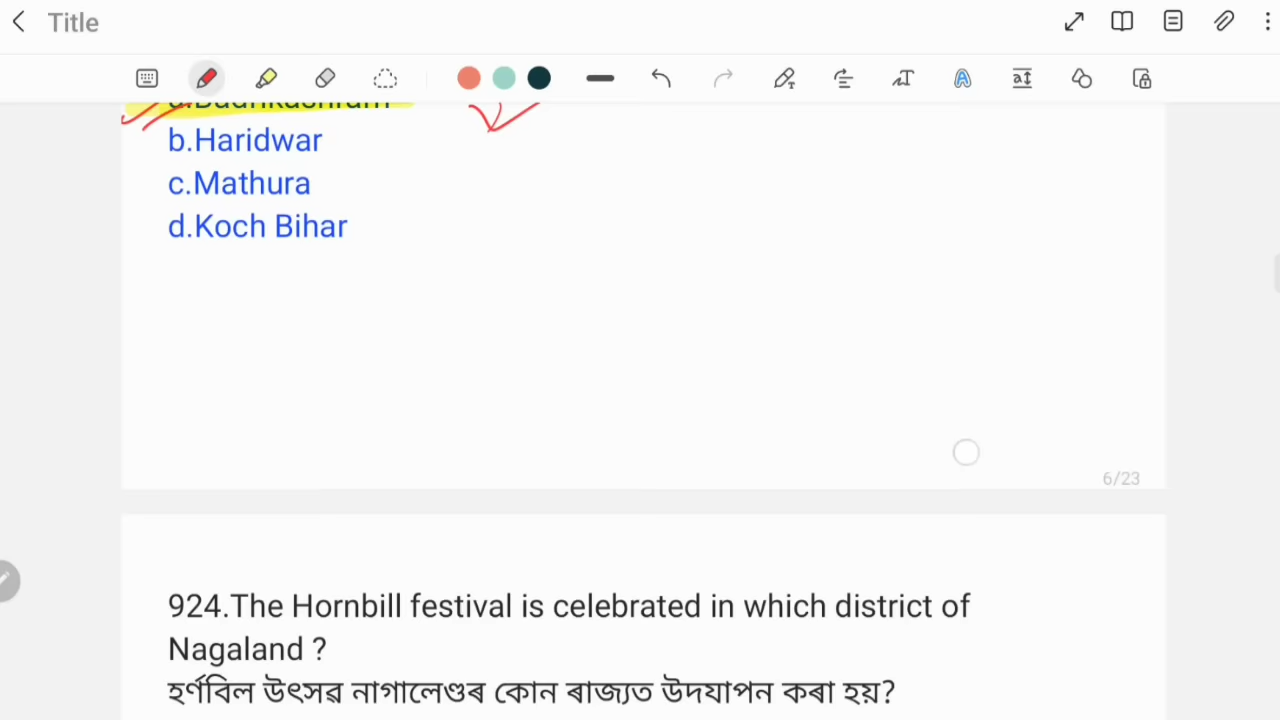 Title
b.Haridwar
c.Mathura
d.Koch Bihar
6/23
924.The Hornbill festival is celebrated in which district of
Nagaland ?
হৰ্ণবিল উৎসৱ নাগালেণ্ডৰ কোন ৰাজ্যত উদযাপন কৰা হয়?